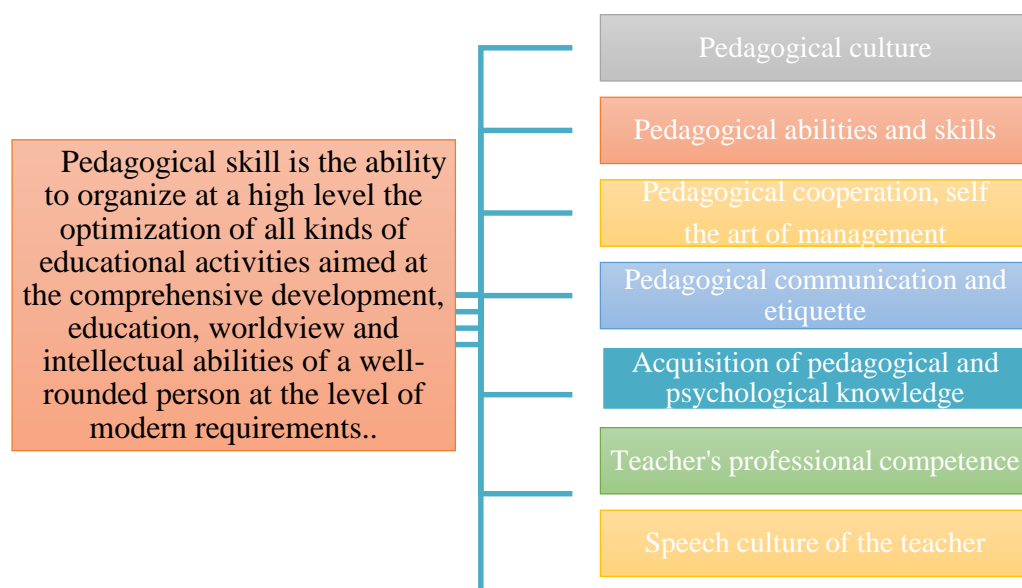 Pedagogical skill is the ability
to organize at a high level the
optimization of all kinds of
educational activities aimed at
the comprehensive development,
education, worldview and
intellectual abilities of a well-
rounded person at the level of
modern requirements..
Pedagogical culture
Pedagogical abilities and skills
Pedagogical cooperation, self
the art of management
Pedagogical communication and
etiquette
Acquisition of pedagogical and
psychological knowledge
Teacher's professional competence
Speech culture of the teacher